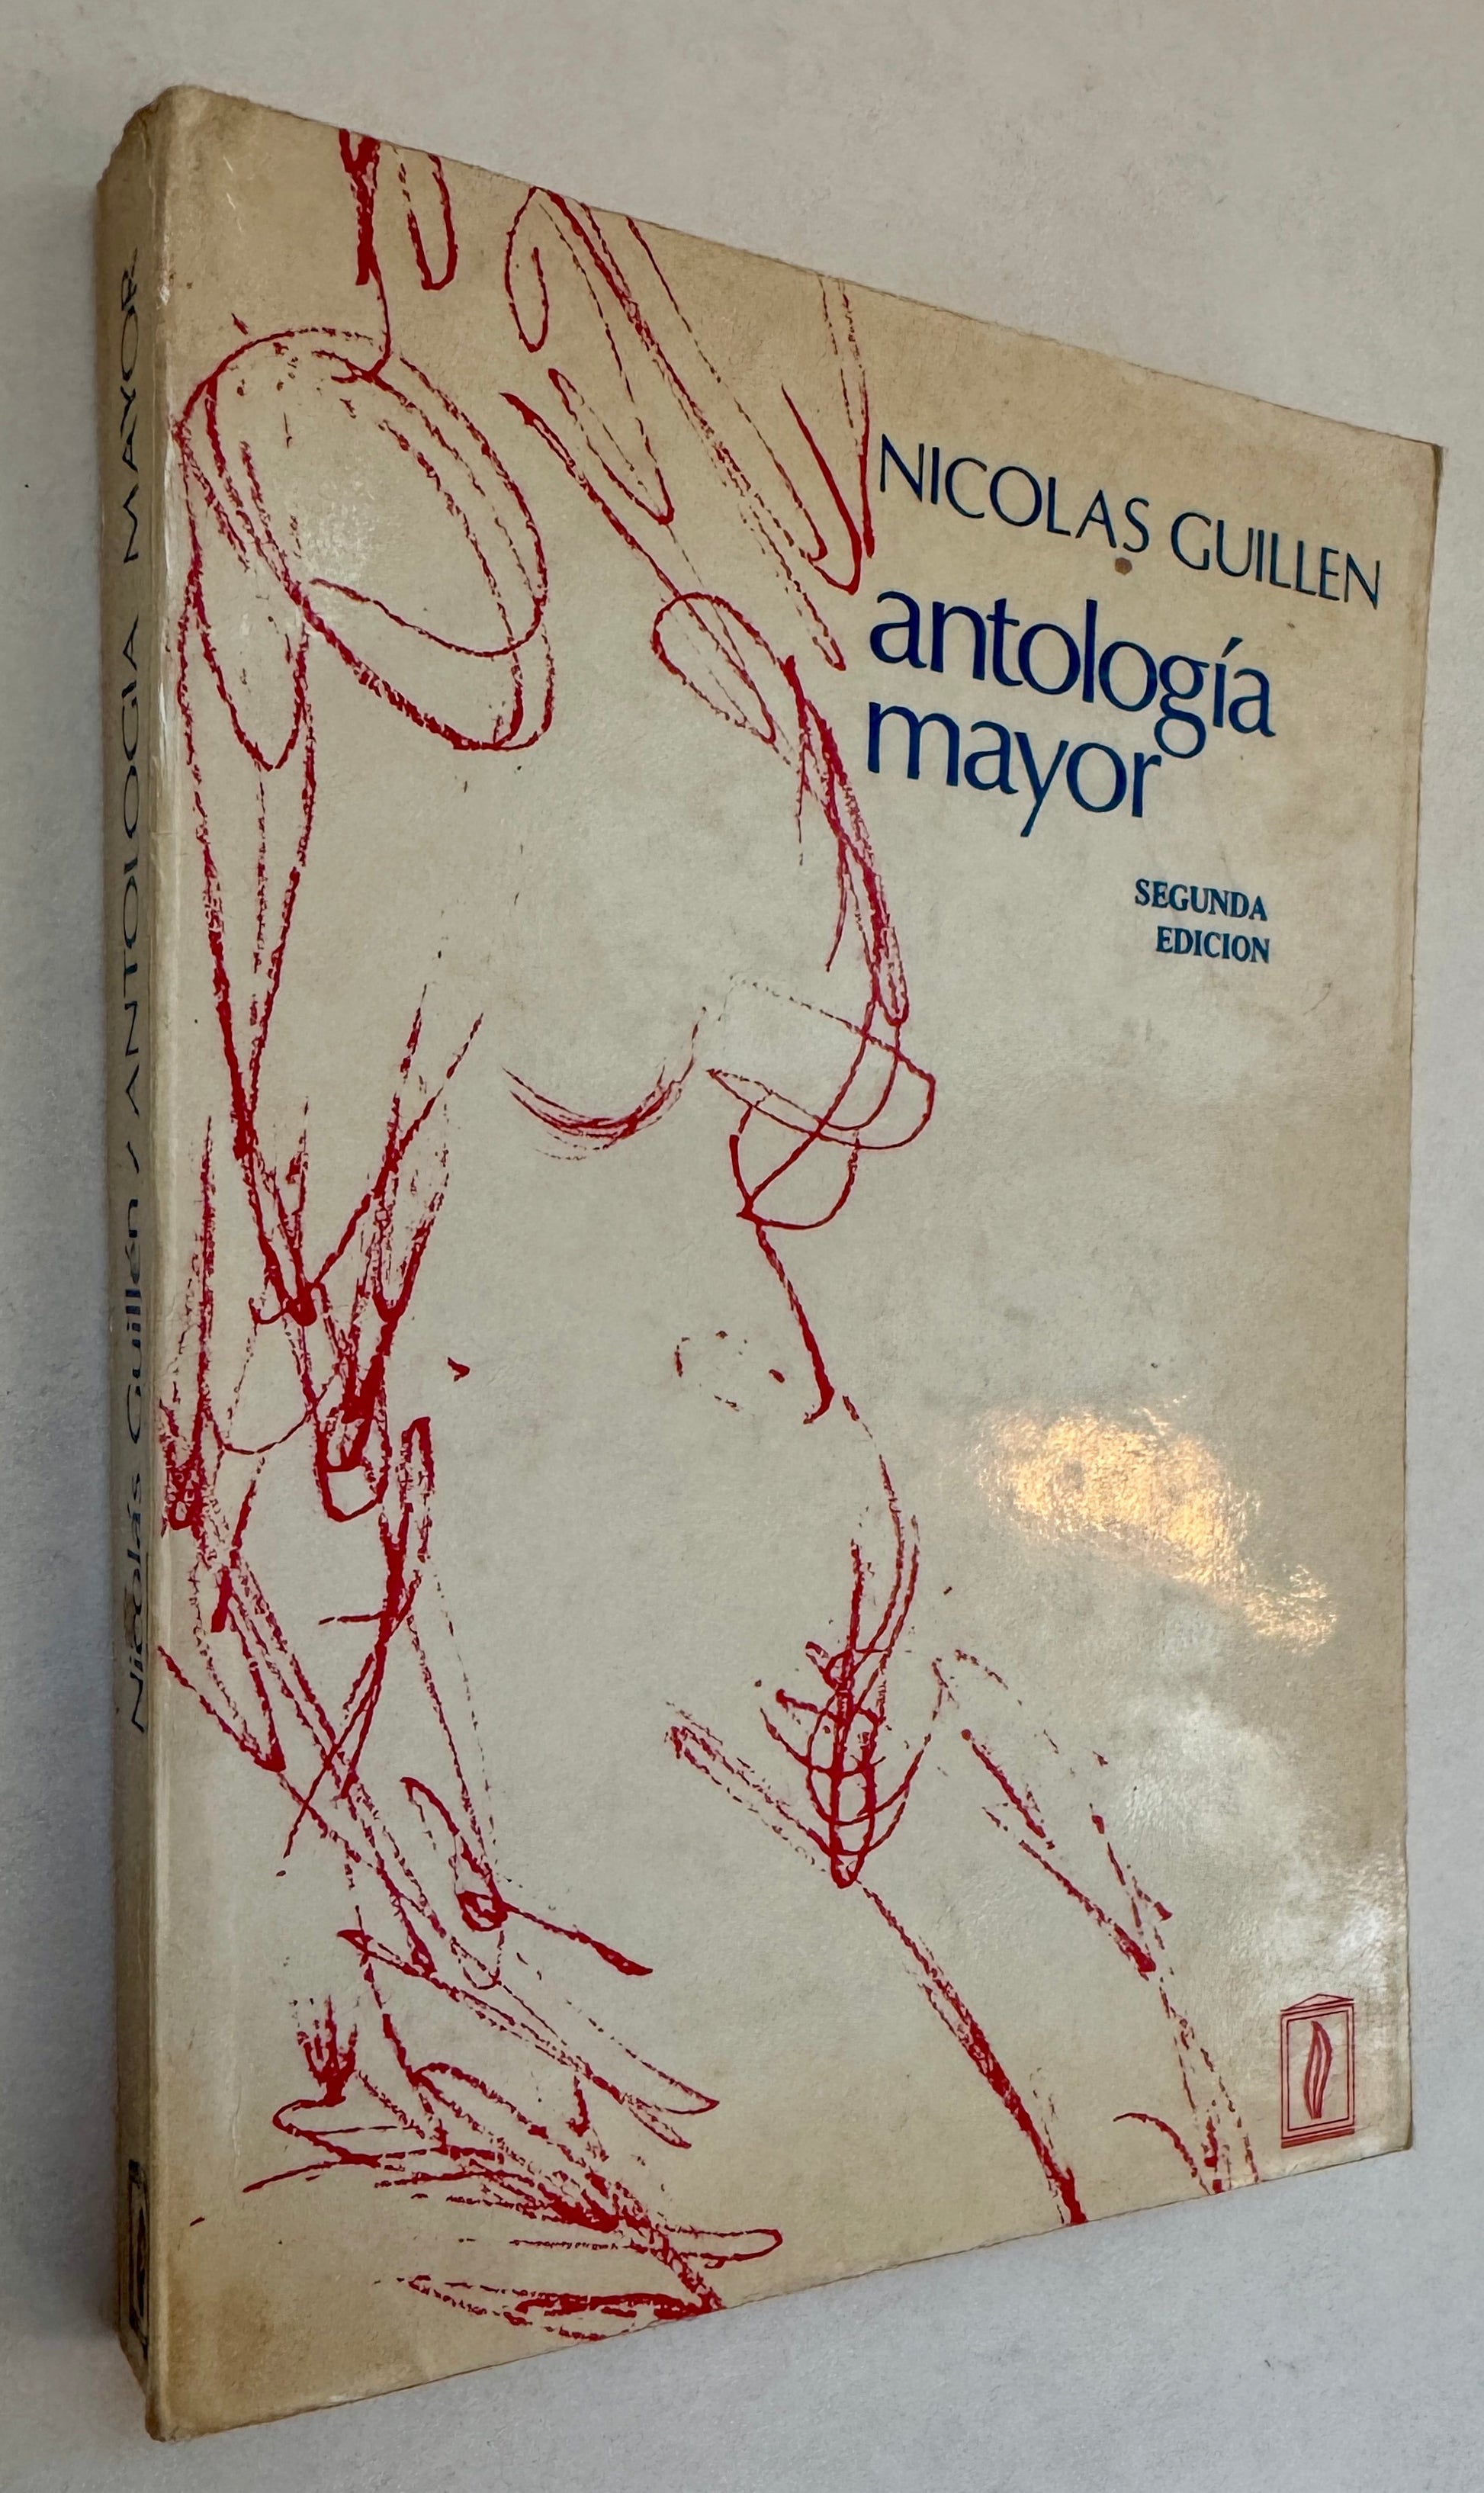 NICOLAS GUILLEN
antología
mayor
SEGUNDA
EDICION
Nicolás Guillén / ANTOLOGIA MAYOR